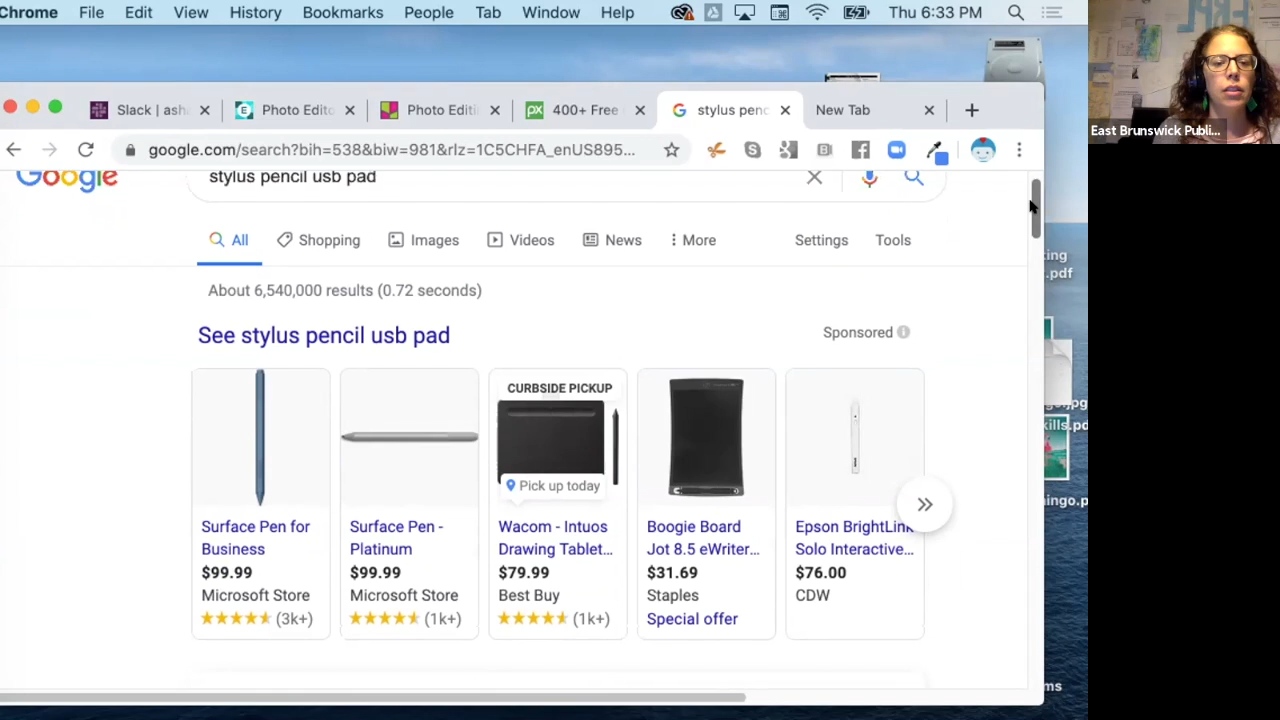 Chrome File Edit View History Bookmarks People Tab Window Help Thu 6:33 PM
Slack | ash Photo Edito Photo Editi 400+ Free stylus penc New Tab
google.com/search?bih=538&biw=981&rlz=1C5CHFA_enUS895...
Google
stylus pencil usb pad
All Shopping Images Videos News More Settings Tools
About 6,540,000 results (0.72 seconds)
See stylus pencil usb pad Sponsored
CURBSIDE PICKUP
Pick up today
Surface Pen for
Business
$99.99
Microsoft Store
(3k+)
Surface Pen -
Platinum
$99.99
Microsoft Store
(1k+)
Wacom - Intuos
Drawing Tablet...
$79.99
Best Buy
(1k+)
Boogie Board
Jot 8.5 eWriter...
$31.69
Staples
Special offer
Epson BrightLink
Solo Interactive...
$76.00
CDW
East Brunswick Publi...